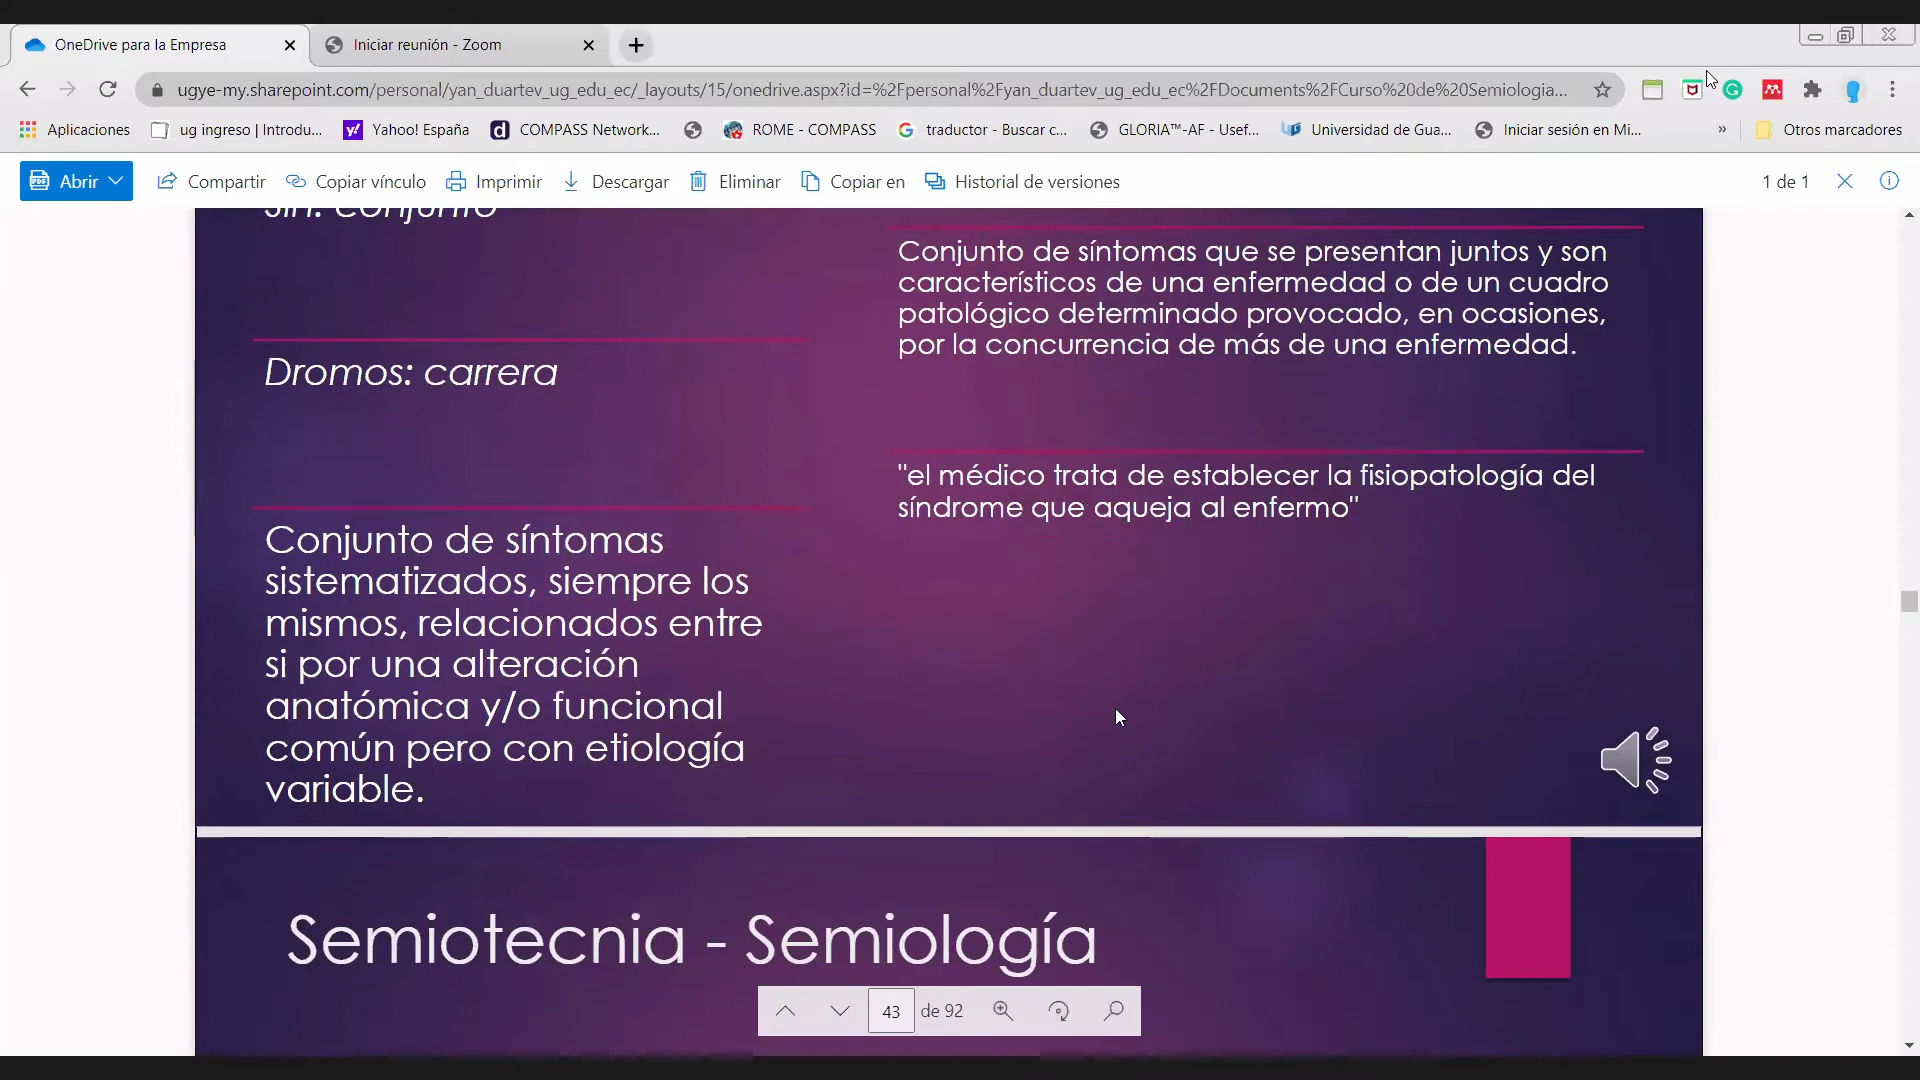 OneDrive para la Empresa
Iniciar reunión - Zoom
ugye-my.sharepoint.com/personal/yan_duartev_ug_edu_ec/_layouts/15/onedrive.aspx?id=%2Fpersonal%2Fyan_duartev_ug_edu_ec%2FDocuments%2FCurso%20de%20Semiologia...
Aplicaciones
ug ingreso | Introdu...
Yahoo! España
COMPASS Network...
ROME - COMPASS
traductor - Buscar c...
GLORIA™-AF - Usef...
Universidad de Gua...
Iniciar sesión en Mi...
»
Otros marcadores
Abrir
Compartir
Copiar vínculo
Imprimir
Descargar
Eliminar
Copiar en
Historial de versiones
1 de 1
Sin: conjunto
Dromos: carrera
Conjunto de síntomas
sistematizados, siempre los
mismos, relacionados entre
si por una alteración
anatómica y/o funcional
común pero con etiología
variable.
Conjunto de síntomas que se presentan juntos y son
característicos de una enfermedad o de un cuadro
patológico determinado provocado, en ocasiones,
por la concurrencia de más de una enfermedad.
"el médico trata de establecer la fisiopatología del
síndrome que aqueja al enfermo"
Semiotecnia - Semiología
43 de 92